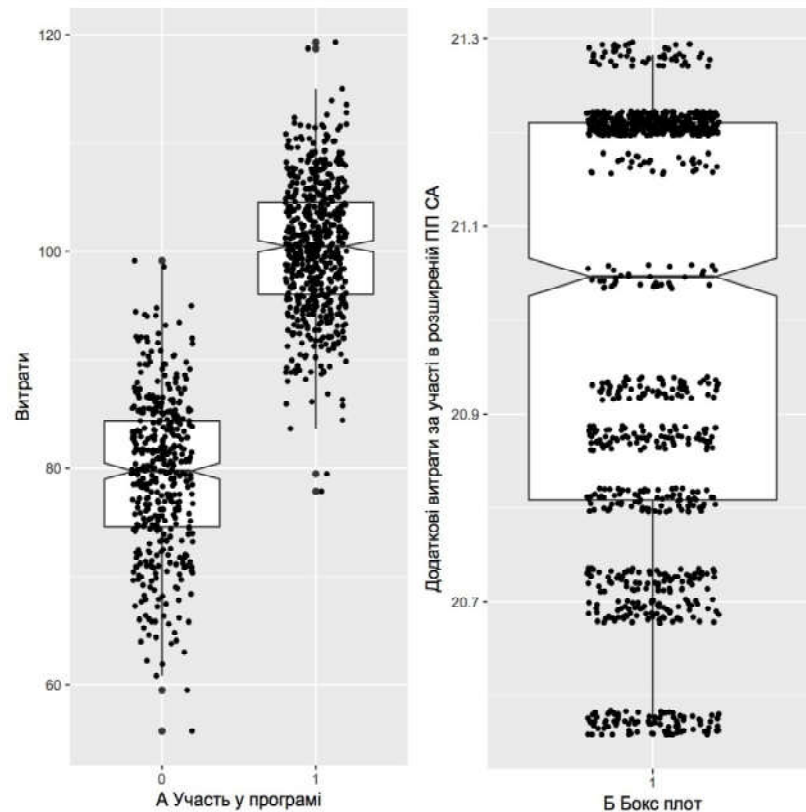 Витрати
120
100
80
60
0
1
А Участь у програмі
Додаткові витрати за участі в розширеній ПП СА
21.3
21.1
20.9
20.7
1
Б Бокс плот